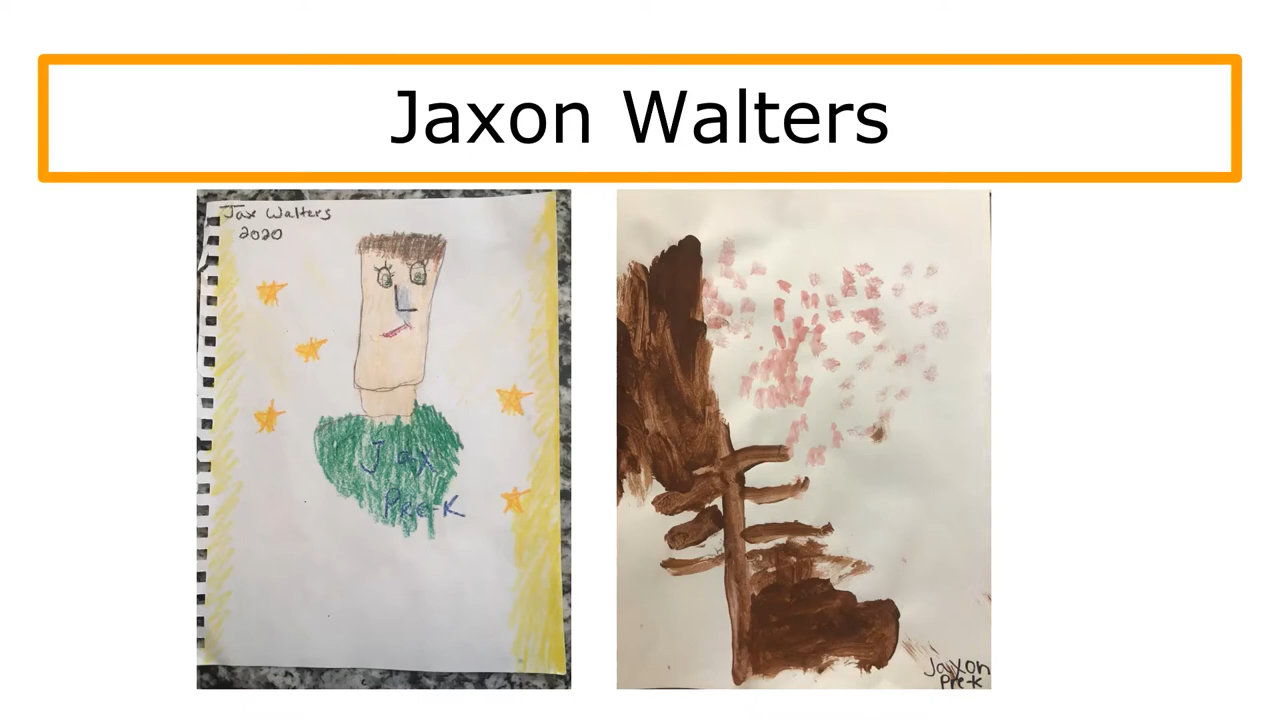 Jaxon Walters
Jax Walters
2020
Jax
Pre-K
Jaxon
Pre-K